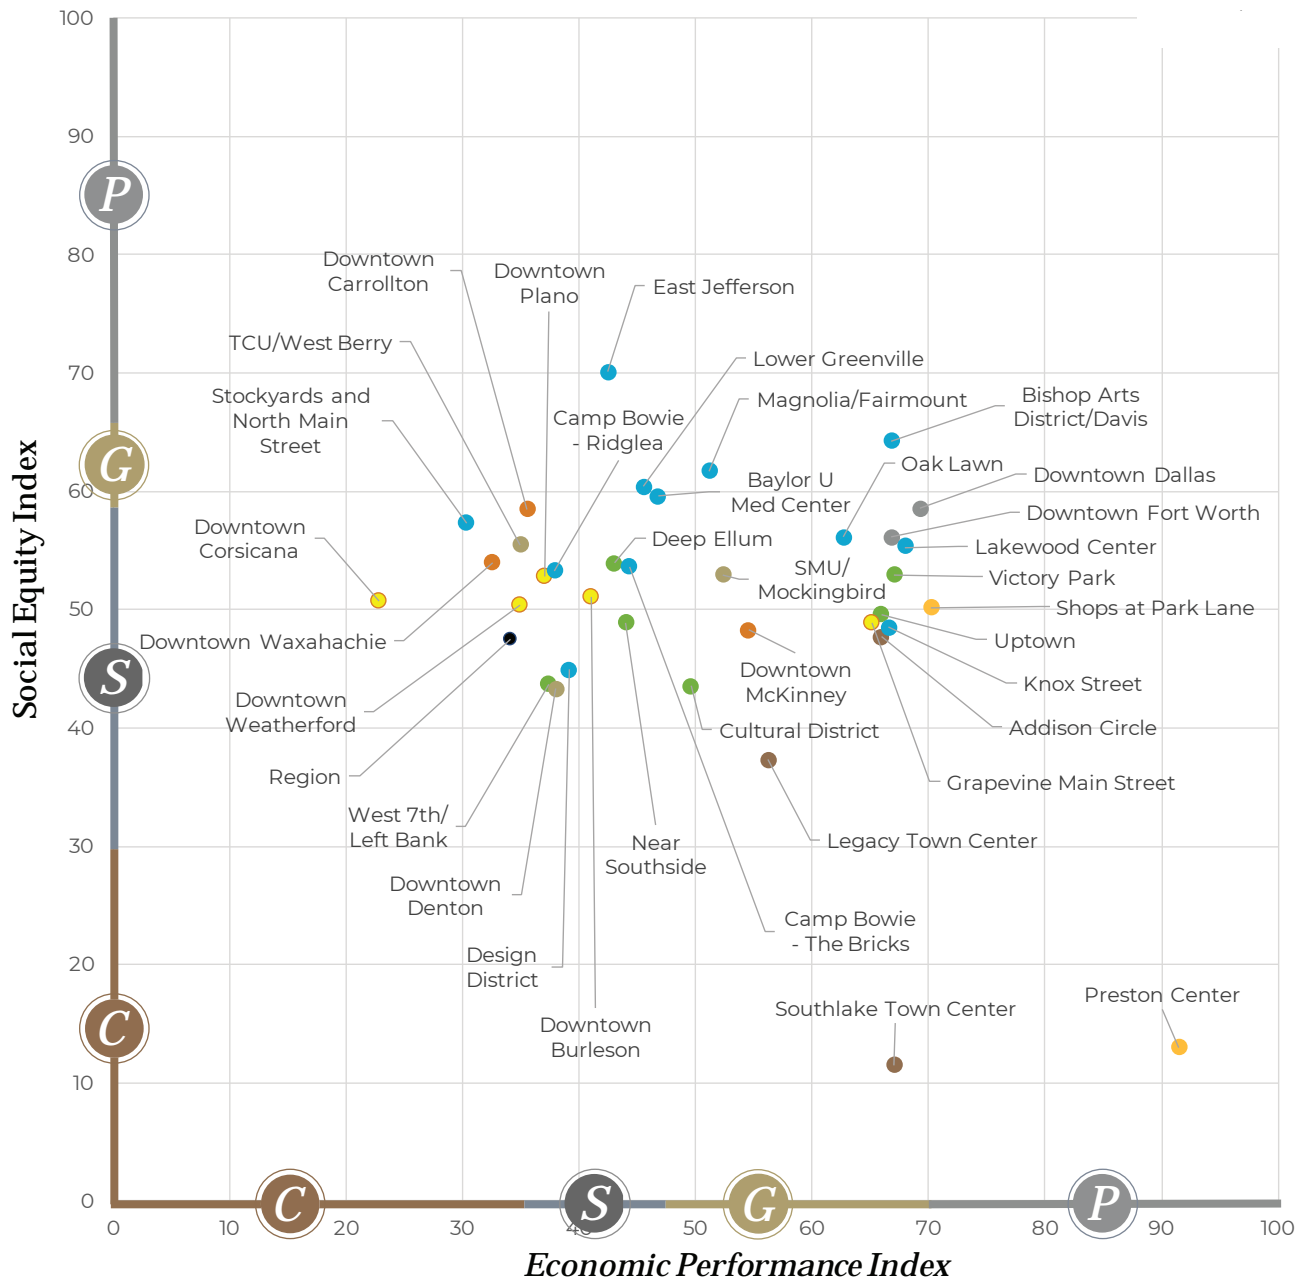 100
90
P
80
Downtown
Carrollton
Downtown
Plano
East Jefferson
TCU/West Berry
Lower Greenville
70
Stockyards and
North Main
Street
Camp Bowie
- Ridglea
Magnolia/Fairmount
Bishop Arts
District/Davis
G
60
Oak Lawn
Baylor U
Med Center
Downtown Dallas
Downtown Fort Worth
Downtown
Corsicana
Deep Ellum
Lakewood Center
SMU/
Mockingbird
Victory Park
50
Shops at Park Lane
Downtown Waxahachie
Uptown
Social Equity Index
S
Downtown
McKinney
Knox Street
Downtown
Weatherford
40
Cultural District
Addison Circle
Region
Grapevine Main Street
West 7th/
Left Bank
30
Near
Southside
Legacy Town Center
Downtown
Denton
Camp Bowie
- The Bricks
Design
District
20
Preston Center
Southlake Town Center
C
Downtown
Burleson
10
0
C
S
G
P
0
10
20
30
40
50
60
70
80
90
100
Economic Performance Index